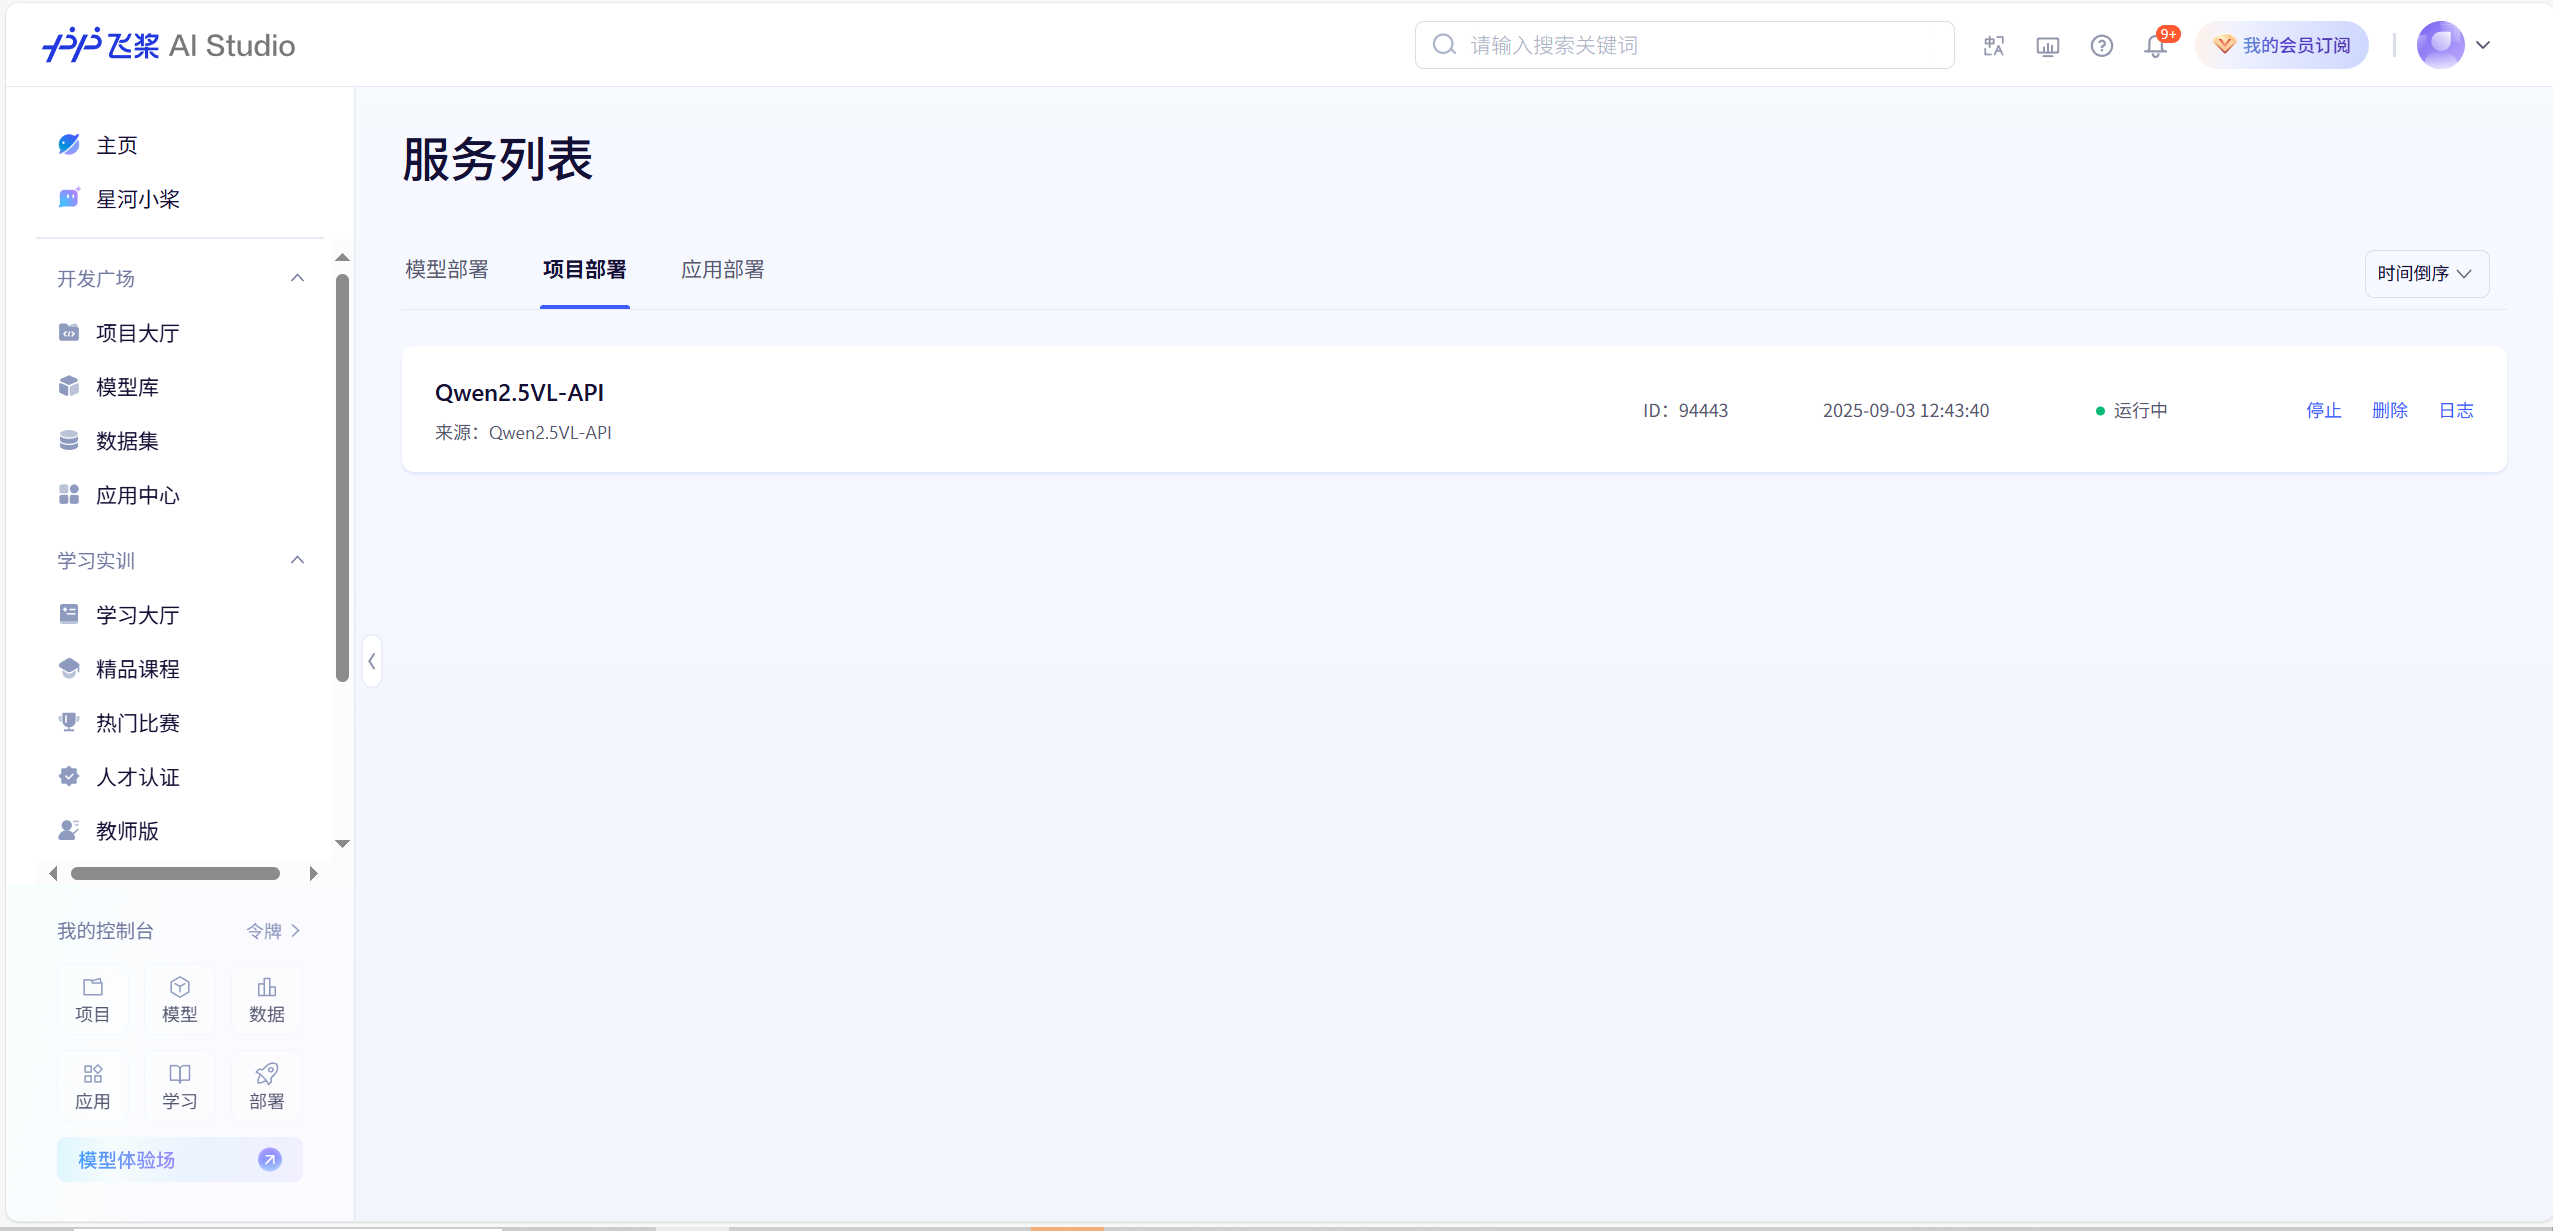 飞桨 AI Studio
请输入搜索关键词
9+
我的会员订阅
主页
星河小桨
开发广场
项目大厅
模型库
数据集
应用中心
学习实训
学习大厅
精品课程
热门比赛
人才认证
教师版
我的控制台
令牌
项目
模型
数据
应用
学习
部署
模型体验场
服务列表
模型部署
项目部署
应用部署
时间倒序
Qwen2.5VL-API
来源：Qwen2.5VL-API
ID：94443
2025-09-03 12:43:40
运行中
停止
删除
日志